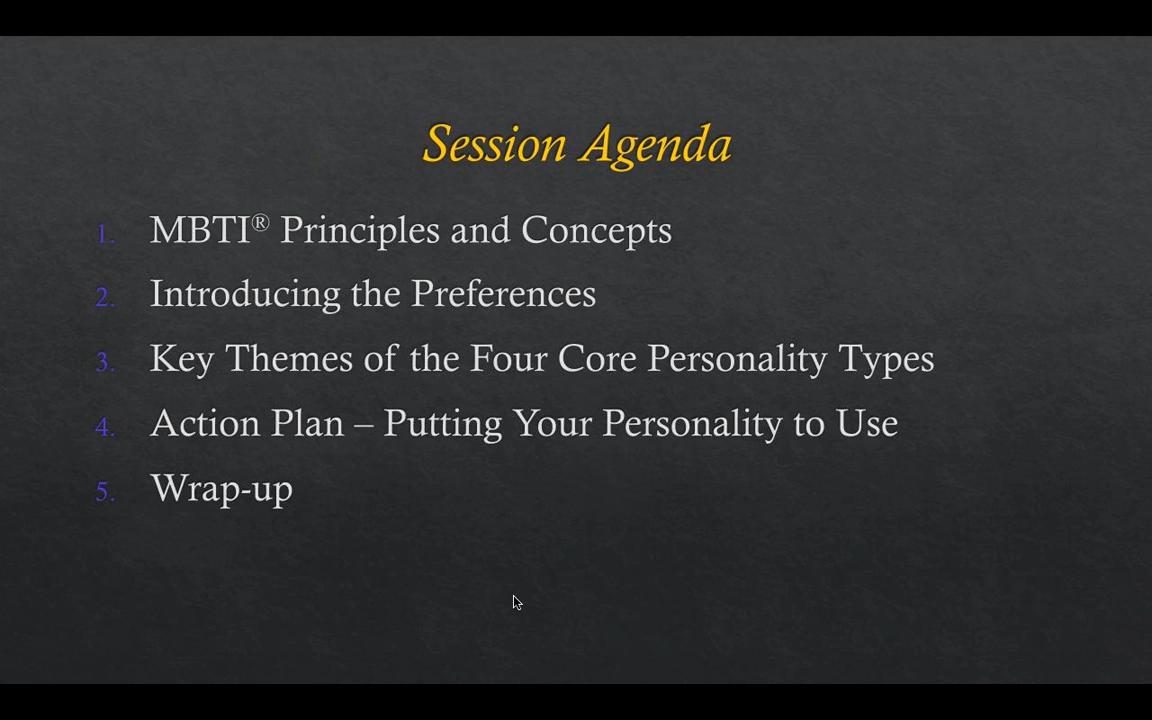 Session Agenda
1. MBTI® Principles and Concepts
2. Introducing the Preferences
3. Key Themes of the Four Core Personality Types
4. Action Plan – Putting Your Personality to Use
5. Wrap-up